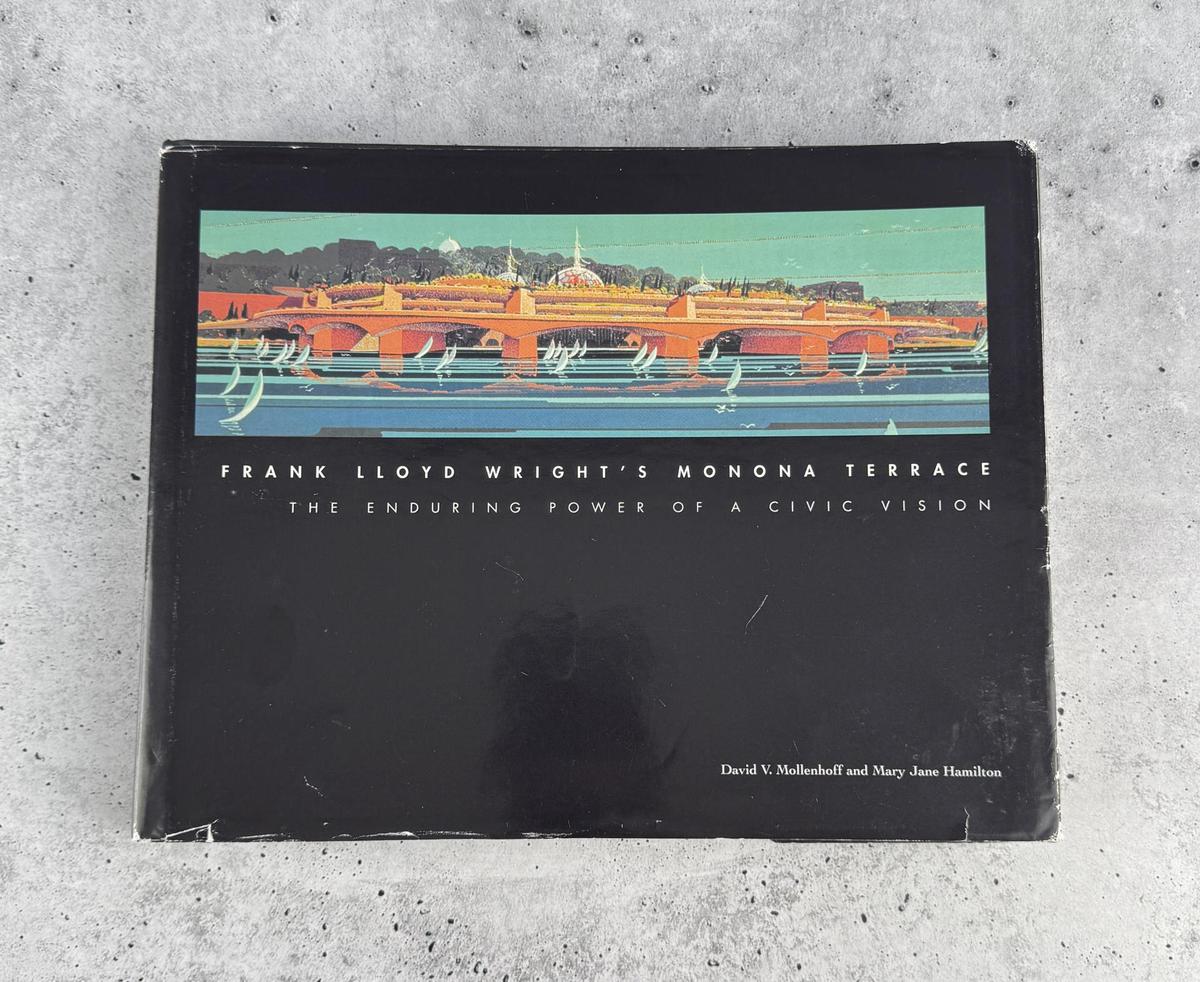 FRANK LLOYD WRIGHT'S MONONA TERRACE
THE ENDURING POWER OF A CIVIC VISION
David V. Mollenhoff and Mary Jane Hamilton